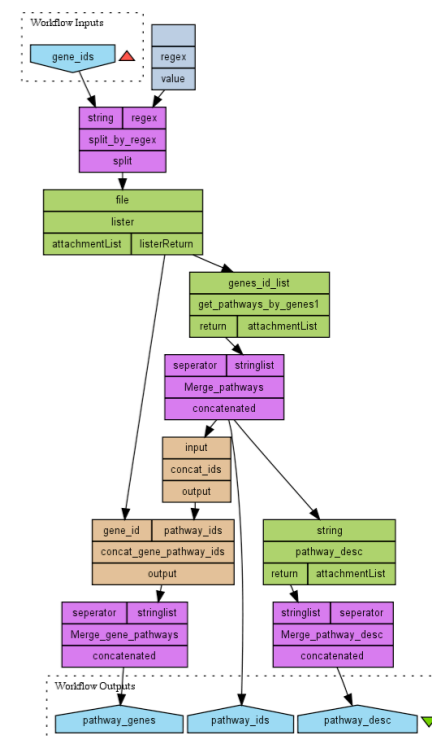 Workflow Inputs
gene_ids
regex
value
string regex
split_by_regex
split
file
lister
attachmentList listerReturn
genes_id_list
get_pathways_by_genes1
return attachmentList
seperator stringlist
Merge_pathways
concatenated
input
concat_ids
output
gene_id pathway_ids
concat_gene_pathway_ids
output
string
pathway_desc
return attachmentList
seperator stringlist
Merge_gene_pathways
concatenated
stringlist seperator
Merge_pathway_desc
concatenated
Workflow Outputs
pathway_genes pathway_ids pathway_desc